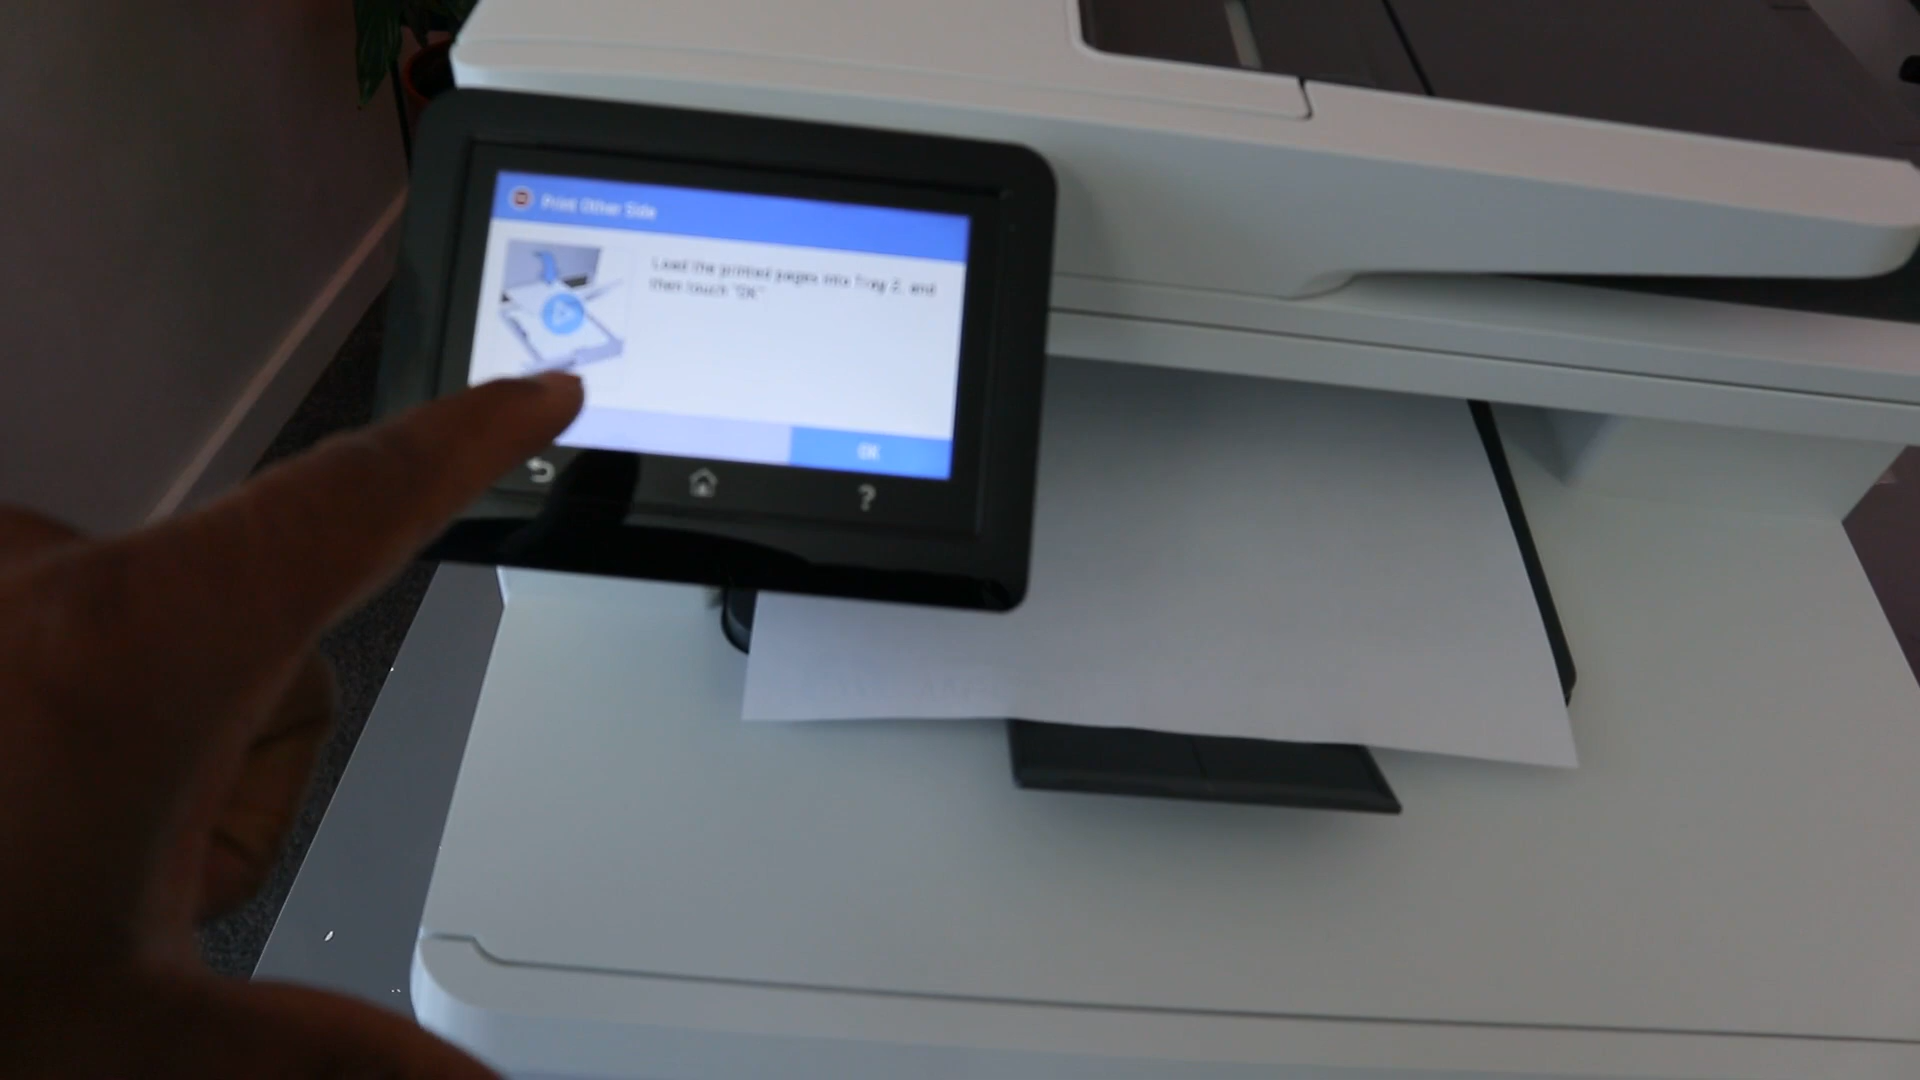 Print Other Side
Load the printed pages into Tray 2, and
then touch "OK"
OK
?